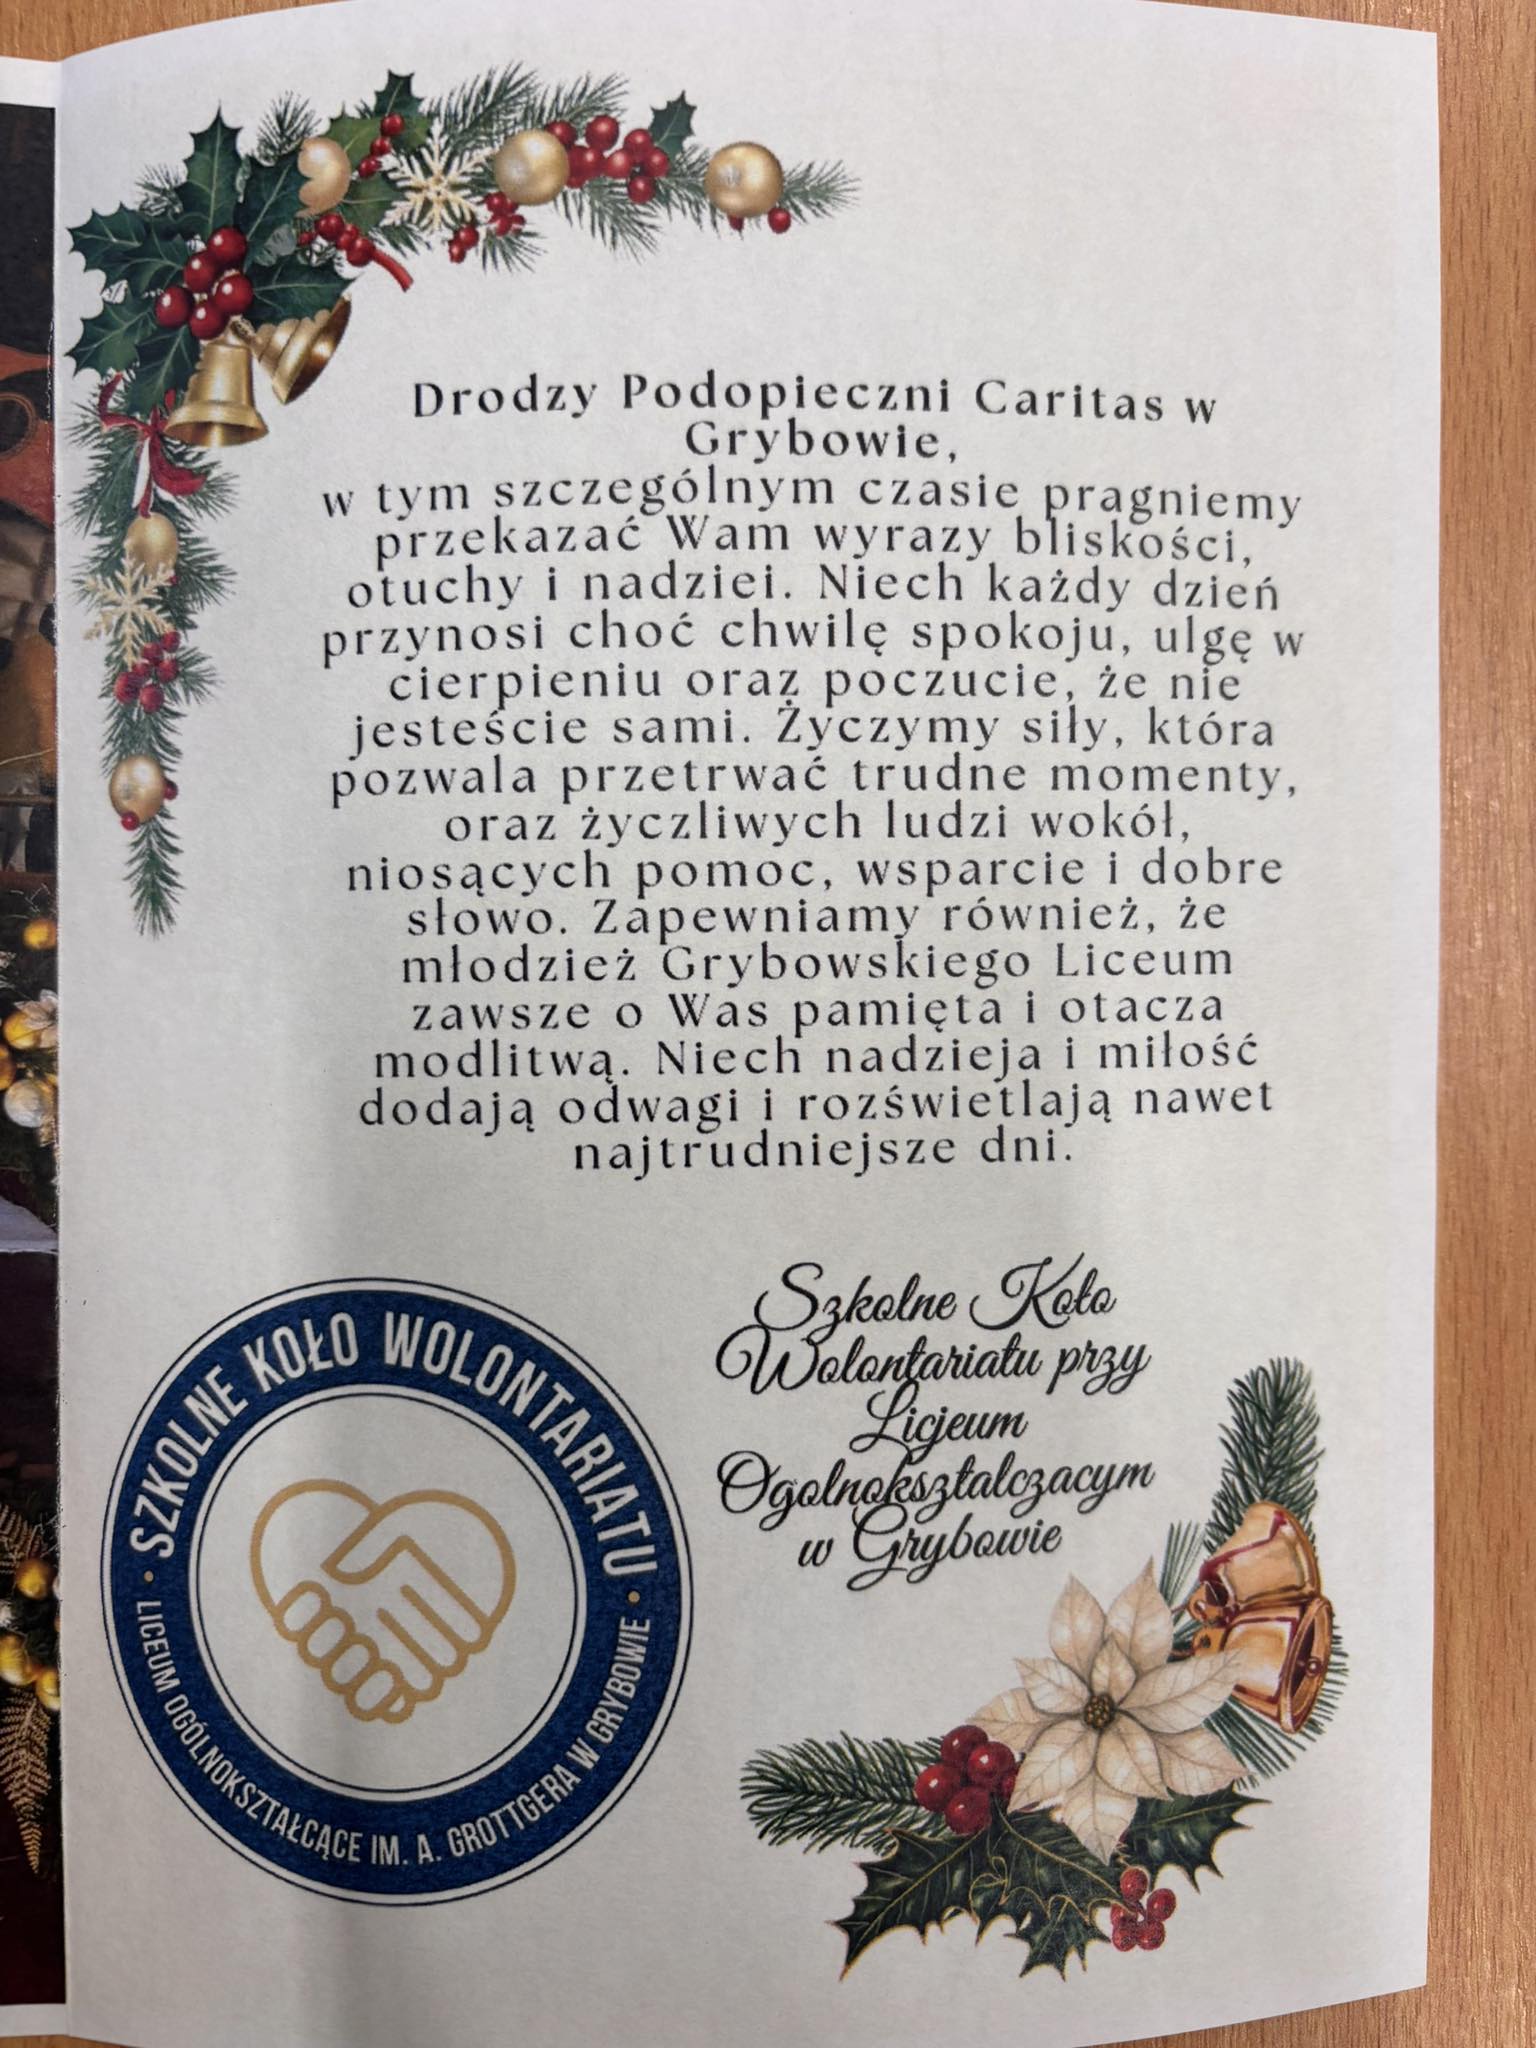 Drodzy Podopieczni Caritas w
Grybowie,
w tym szczególnym czasie pragniemy
przekazać Wam wyrazy bliskości,
otuchy i nadziei. Niech każdy dzień
przynosi choć chwilę spokoju, ulgę w
cierpieniu oraz poczucie, że nie
jesteście sami. Życzymy siły, która
pozwala przetrwać trudne momenty,
oraz życzliwych ludzi wokół,
niosących pomoc, wsparcie i dobre
słowo. Zapewniamy również, że
młodzież Grybowskiego Liceum
zawsze o Was pamięta i otacza
modlitwą. Niech nadzieja i miłość
dodają odwagi i rozświetlają nawet
najtrudniejsze dni.
Szkolne Koło
Wolontariatu przy
Licjeum
Ogolnokształczacym
w Grybowie
• SZKOLNE KOŁO WOLONTARIATU •
LICEUM OGÓLNOKSZTAŁCĄCE IM. A. GROTTGERA W GRYBOWIE